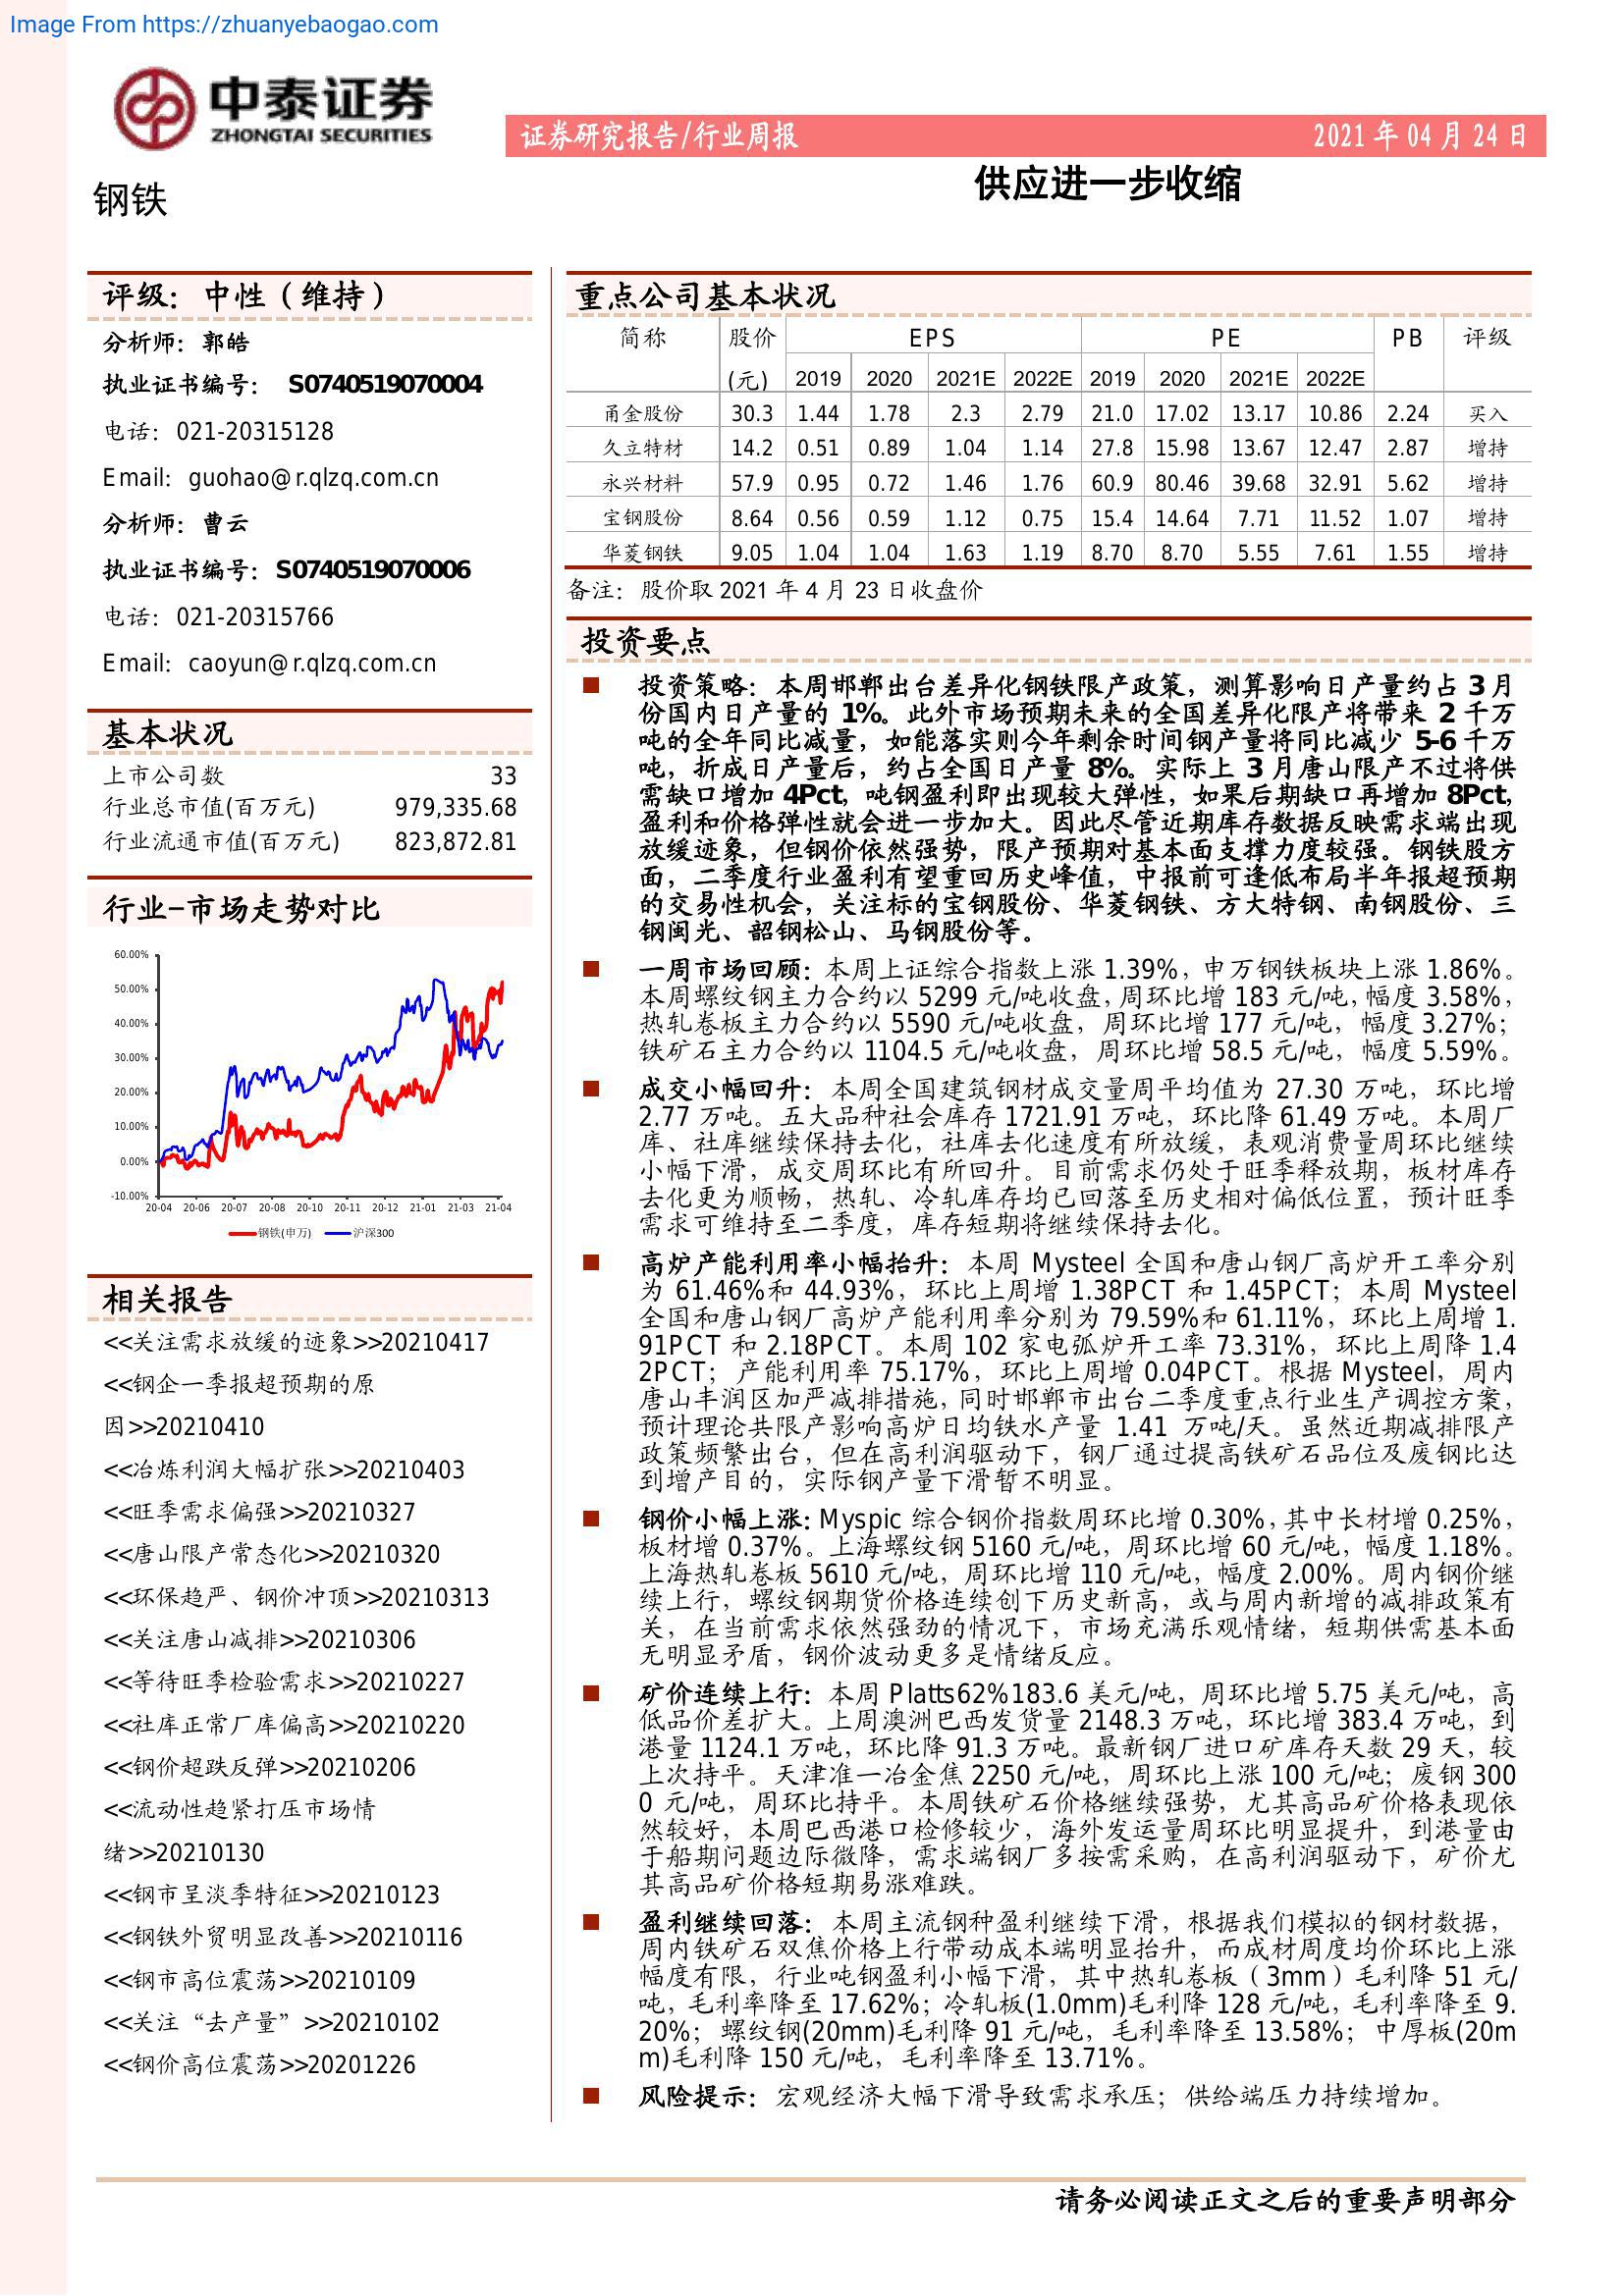 Image From https://zhuanyebaogao.com
中泰证券
ZHONGTAI SECURITIES
证券研究报告/行业周报
2021 年 04 月 24 日
钢铁
供应进一步收缩
评级：中性（维持）
分析师：郭皓
执业证书编号： S0740519070004
电话：021-20315128
Email：guohao@r.qlzq.com.cn
分析师：曹云
执业证书编号：S0740519070006
电话：021-20315766
Email：caoyun@r.qlzq.com.cn
基本状况
上市公司数 33
行业总市值(百万元) 979,335.68
行业流通市值(百万元) 823,872.81
行业-市场走势对比
60.00%
50.00%
40.00%
30.00%
20.00%
10.00%
0.00%
-10.00%
20-04 20-06 20-07 20-08 20-10 20-11 20-12 21-01 21-03 21-04
钢铁(申万) 沪深300
相关报告
<<关注需求放缓的迹象>>20210417
<<钢企一季报超预期的原
因>>20210410
<<冶炼利润大幅扩张>>20210403
<<旺季需求偏强>>20210327
<<唐山限产常态化>>20210320
<<环保趋严、钢价冲顶>>20210313
<<关注唐山减排>>20210306
<<等待旺季检验需求>>20210227
<<社库正常厂库偏高>>20210220
<<钢价超跌反弹>>20210206
<<流动性趋紧打压市场情
绪>>20210130
<<钢市呈淡季特征>>20210123
<<钢铁外贸明显改善>>20210116
<<钢市高位震荡>>20210109
<<关注“去产量”>>20210102
<<钢价高位震荡>>20201226
重点公司基本状况
简称 股价 EPS PE PB 评级
(元) 2019 2020 2021E 2022E 2019 2020 2021E 2022E
甬金股份 30.3 1.44 1.78 2.3 2.79 21.0 17.02 13.17 10.86 2.24 买入
久立特材 14.2 0.51 0.89 1.04 1.14 27.8 15.98 13.67 12.47 2.87 增持
永兴材料 57.9 0.95 0.72 1.46 1.76 60.9 80.46 39.68 32.91 5.62 增持
宝钢股份 8.64 0.56 0.59 1.12 0.75 15.4 14.64 7.71 11.52 1.07 增持
华菱钢铁 9.05 1.04 1.04 1.63 1.19 8.70 8.70 5.55 7.61 1.55 增持
备注：股价取 2021 年 4 月 23 日收盘价
投资要点
投资策略：本周邯郸出台差异化钢铁限产政策，测算影响日产量约占 3 月
份国内日产量的 1%。此外市场预期未来的全国差异化限产将带来 2 千万
吨的全年同比减量，如能落实则今年剩余时间钢产量将同比减少 5-6 千万
吨，折成日产量后，约占全国日产量 8%。实际上 3 月唐山限产不过将供
需缺口增加 4Pct，吨钢盈利即出现较大弹性，如果后期缺口再增加 8Pct，
盈利和价格弹性就会进一步加大。因此尽管近期库存数据反映需求端出现
放缓迹象，但钢价依然强势，限产预期对基本面支撑力度较强。钢铁股方
面，二季度行业盈利有望重回历史峰值，中报前可逢低布局半年报超预期
的交易性机会，关注标的宝钢股份、华菱钢铁、方大特钢、南钢股份、三
钢闽光、韶钢松山、马钢股份等。
一周市场回顾：本周上证综合指数上涨 1.39%，申万钢铁板块上涨 1.86%。
本周螺纹钢主力合约以 5299 元/吨收盘，周环比增 183 元/吨，幅度 3.58%，
热轧卷板主力合约以 5590 元/吨收盘，周环比增 177 元/吨，幅度 3.27%；
铁矿石主力合约以 1104.5 元/吨收盘，周环比增 58.5 元/吨，幅度 5.59%。
成交小幅回升：本周全国建筑钢材成交量周平均值为 27.30 万吨，环比增
2.77 万吨。五大品种社会库存 1721.91 万吨，环比降 61.49 万吨。本周厂
库、社库继续保持去化，社库去化速度有所放缓，表观消费量周环比继续
小幅下滑，成交周环比有所回升。目前需求仍处于旺季释放期，板材库存
去化更为顺畅，热轧、冷轧库存均已回落至历史相对偏低位置，预计旺季
需求可维持至二季度，库存短期将继续保持去化。
高炉产能利用率小幅抬升：本周 Mysteel 全国和唐山钢厂高炉开工率分别
为 61.46%和 44.93%，环比上周增 1.38PCT 和 1.45PCT；本周 Mysteel
全国和唐山钢厂高炉产能利用率分别为 79.59%和 61.11%，环比上周增 1.
91PCT 和 2.18PCT。本周 102 家电弧炉开工率 73.31%，环比上周降 1.4
2PCT；产能利用率 75.17%，环比上周增 0.04PCT。根据 Mysteel，周内
唐山丰润区加严减排措施，同时邯郸市出台二季度重点行业生产调控方案，
预计理论共限产影响高炉日均铁水产量 1.41 万吨/天。虽然近期减排限产
政策频繁出台，但在高利润驱动下，钢厂通过提高铁矿石品位及废钢比达
到增产目的，实际钢产量下滑暂不明显。
钢价小幅上涨：Myspic 综合钢价指数周环比增 0.30%，其中长材增 0.25%，
板材增 0.37%。上海螺纹钢 5160 元/吨，周环比增 60 元/吨，幅度 1.18%。
上海热轧卷板 5610 元/吨，周环比增 110 元/吨，幅度 2.00%。周内钢价继
续上行，螺纹钢期货价格连续创下历史新高，或与周内新增的减排政策有
关，在当前需求依然强劲的情况下，市场充满乐观情绪，短期供需基本面
无明显矛盾，钢价波动更多是情绪反应。
矿价连续上行：本周 Platts62%183.6 美元/吨，周环比增 5.75 美元/吨，高
低品价差扩大。上周澳洲巴西发货量 2148.3 万吨，环比增 383.4 万吨，到
港量 1124.1 万吨，环比降 91.3 万吨。最新钢厂进口矿库存天数 29 天，较
上次持平。天津准一冶金焦 2250 元/吨，周环比上涨 100 元/吨；废钢 300
0 元/吨，周环比持平。本周铁矿石价格继续强势，尤其高品矿价格表现依
然较好，本周巴西港口检修较少，海外发运量周环比明显提升，到港量由
于船期问题边际微降，需求端钢厂多按需采购，在高利润驱动下，矿价尤
其高品矿价格短期易涨难跌。
盈利继续回落：本周主流钢种盈利继续下滑，根据我们模拟的钢材数据，
周内铁矿石双焦价格上行带动成本端明显抬升，而成材周度均价环比上涨
幅度有限，行业吨钢盈利小幅下滑，其中热轧卷板（3mm）毛利降 51 元/
吨，毛利率降至 17.62%；冷轧板(1.0mm)毛利降 128 元/吨，毛利率降至 9.
20%；螺纹钢(20mm)毛利降 91 元/吨，毛利率降至 13.58%；中厚板(20m
m)毛利降 150 元/吨，毛利率降至 13.71%。
风险提示：宏观经济大幅下滑导致需求承压；供给端压力持续增加。
请务必阅读正文之后的重要声明部分